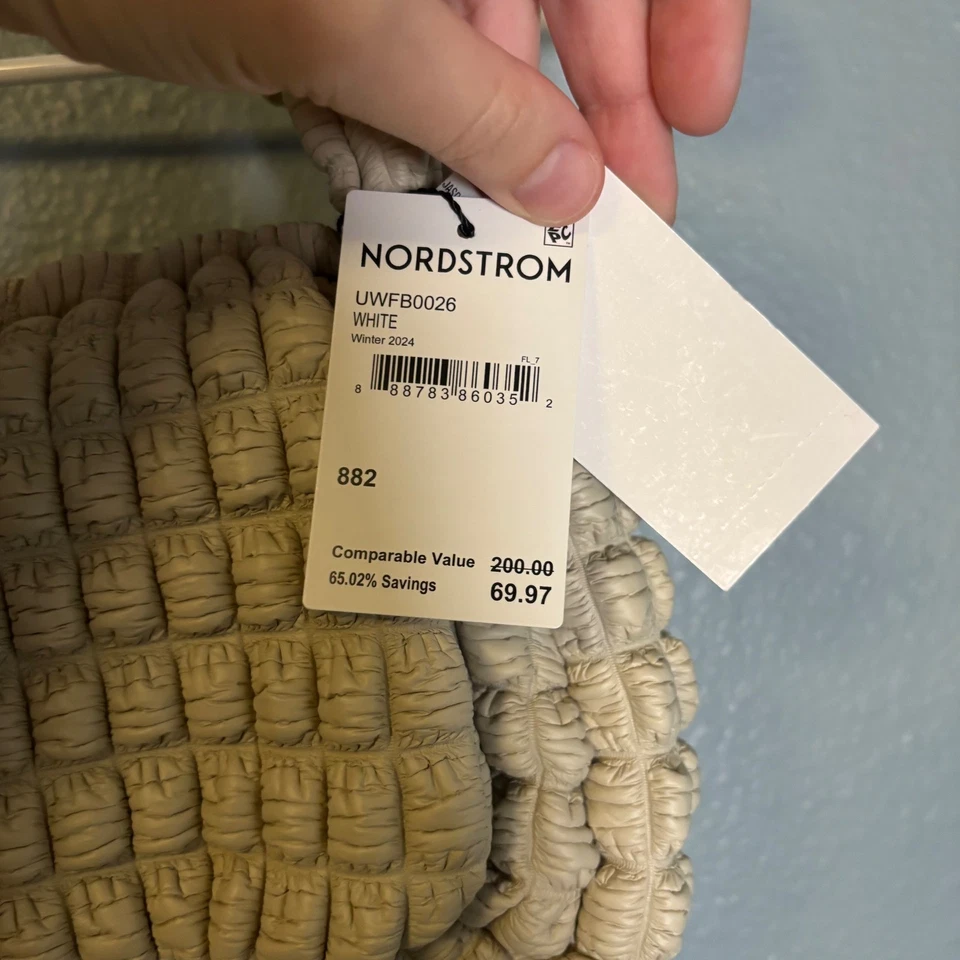 NORDSTROM
UWFB0026
WHITE
Winter 2024
FL_7
8 88783 86035 2
882
Comparable Value 200.00
65.02% Savings 69.97